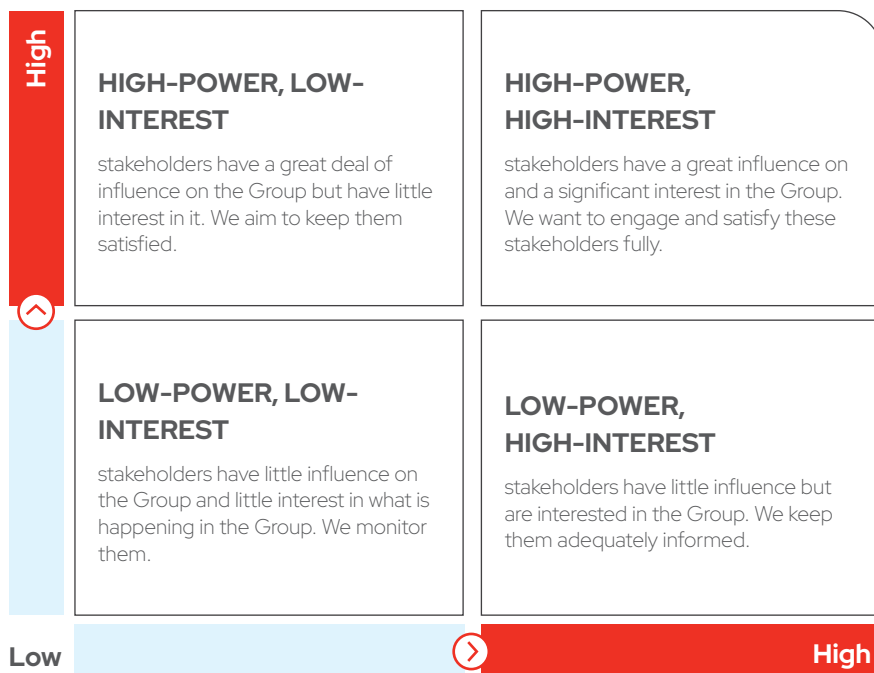 High
HIGH-POWER, LOW-
INTEREST
stakeholders have a great deal of
influence on the Group but have little
interest in it. We aim to keep them
satisfied.
HIGH-POWER,
HIGH-INTEREST
stakeholders have a great influence on
and a significant interest in the Group.
We want to engage and satisfy these
stakeholders fully.
LOW-POWER, LOW-
INTEREST
stakeholders have little influence on
the Group and little interest in what is
happening in the Group. We monitor
them.
LOW-POWER,
HIGH-INTEREST
stakeholders have little influence but
are interested in the Group. We keep
them adequately informed.
Low
High